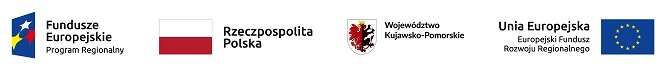 Fundusze
Europejskie
Program Regionalny
Rzeczpospolita
Polska
Województwo
Kujawsko-Pomorskie
Unia Europejska
Europejski Fundusz
Rozwoju Regionalnego